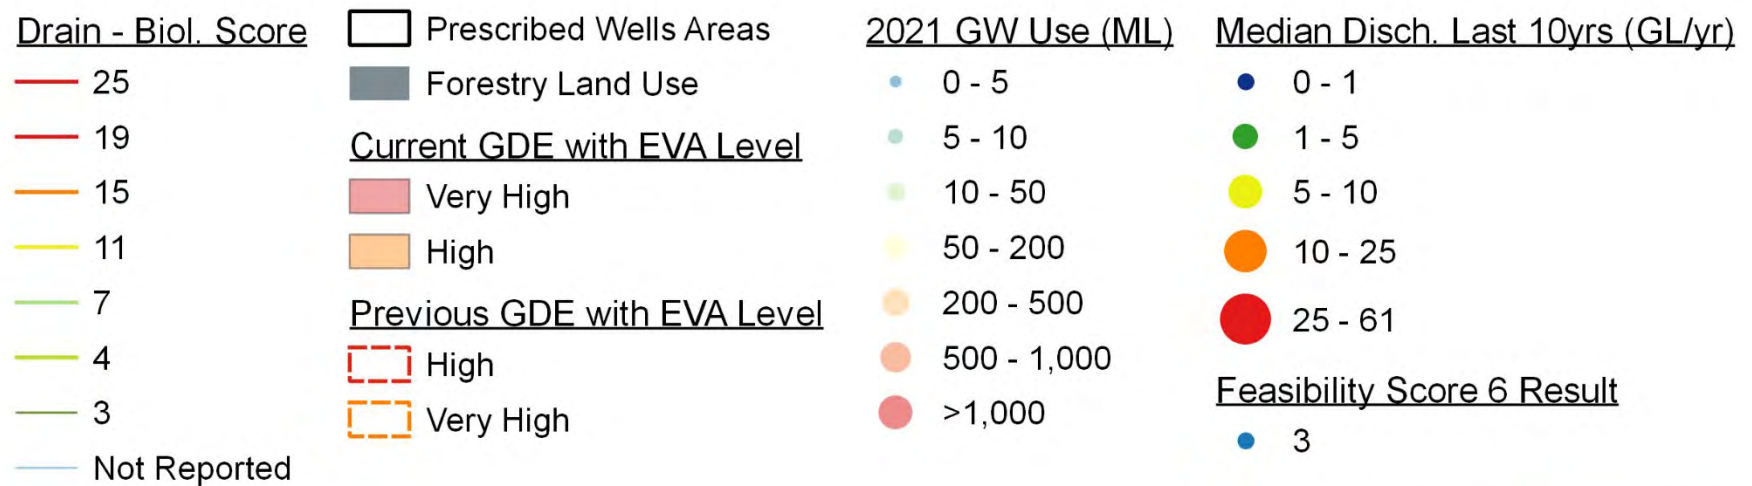 Drain - Biol. Score
25
19
15
11
7
4
3
Not Reported
Prescribed Wells Areas
Forestry Land Use
Current GDE with EVA Level
Very High
High
Previous GDE with EVA Level
High
Very High
2021 GW Use (ML)
0 - 5
5 - 10
10 - 50
50 - 200
200 - 500
500 - 1,000
>1,000
Median Disch. Last 10yrs (GL/yr)
0 - 1
1 - 5
5 - 10
10 - 25
25 - 61
Feasibility Score 6 Result
3